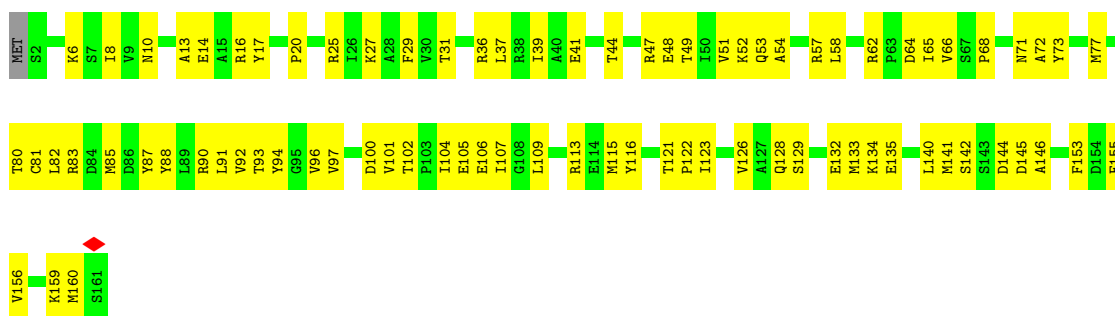 MET S2 K6 S7 I8 V9 N10 A13 E14 A15 R16 Y17 P20 R25 I26 K27 A28 F29 V30 T31 R36 L37 R38 I39 A40 E41 T44 R47 E48 T49 I50 V51 K52 Q53 A54 R57 L58 R62 P63 D64 I65 V66 S67 P68 N71 A72 Y73 M77
T80 C81 L82 R83 D84 M85 D86 Y87 Y88 L89 R90 L91 V92 T93 Y94 G95 V96 V97 D100 V101 T102 P103 I104 E105 E106 I107 G108 L109 R113 E114 M115 Y116 T121 P122 I123 V126 A127 Q128 S129 E132 M133 K134 E135 L140 M141 S142 S143 D144 D145 A146 F153 D154 F155
V156 K159 M160 S161